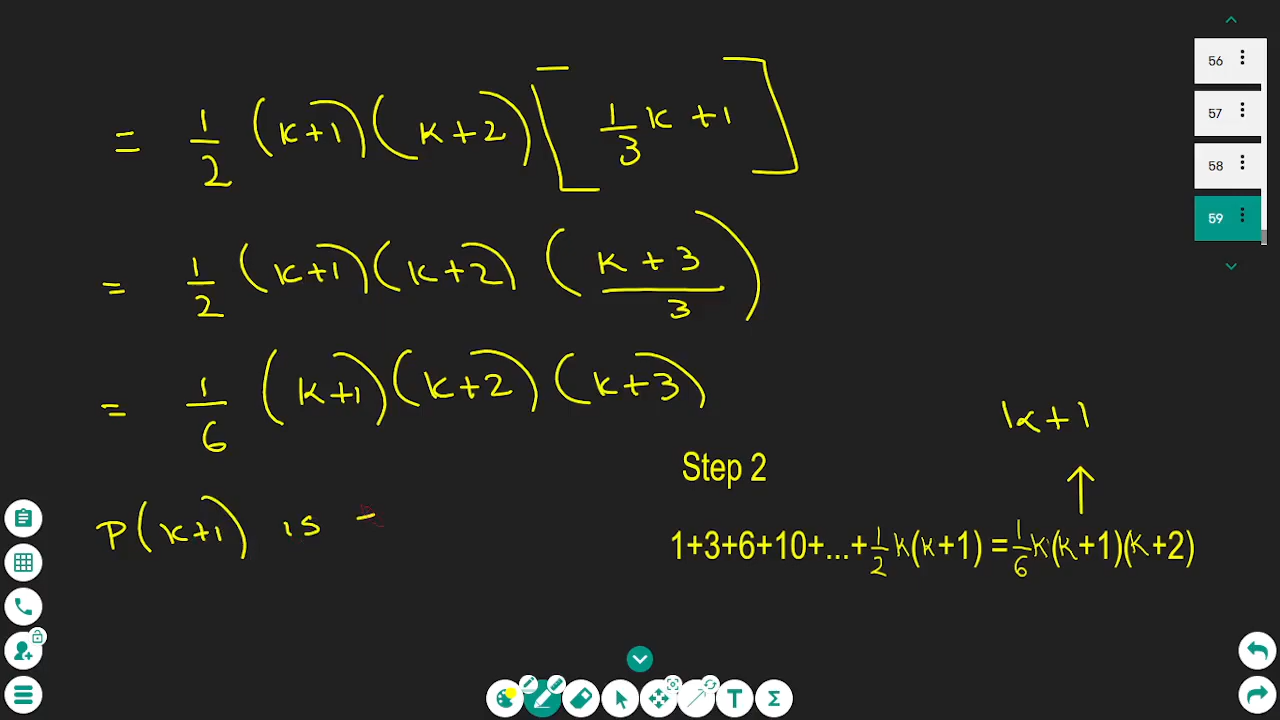 = 1/2 (k+1)(k+2)[1/3 k+1]
= 1/2 (k+1)(k+2)(k+3/3)
= 1/6 (k+1)(k+2)(k+3)
k+1
Step 2
P(k+1) is
1+3+6+10+...+1/2 k(k+1) = 1/6 k(k+1)(k+2)
56
57
58
59
T
Σ